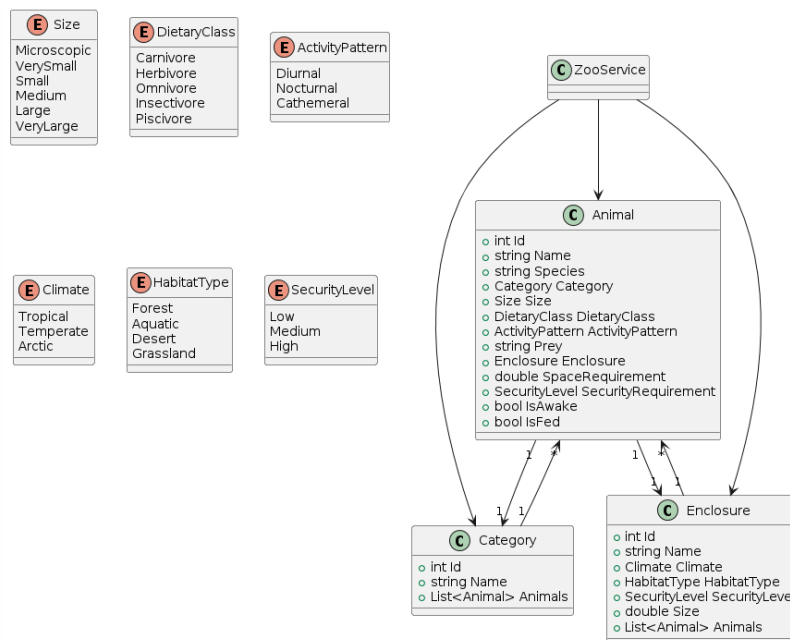 E Size
Microscopic
VerySmall
Small
Medium
Large
VeryLarge
E DietaryClass
Carnivore
Herbivore
Omnivore
Insectivore
Piscivore
E ActivityPattern
Diurnal
Nocturnal
Cathemeral
C ZooService
C Animal
int Id
string Name
string Species
Category Category
Size Size
DietaryClass DietaryClass
ActivityPattern ActivityPattern
string Prey
Enclosure Enclosure
double SpaceRequirement
SecurityLevel SecurityRequirement
bool IsAwake
bool IsFed
E Climate
Tropical
Temperate
Arctic
E HabitatType
Forest
Aquatic
Desert
Grassland
E SecurityLevel
Low
Medium
High
1 * 1 *
1 1 1 1
C Category
int Id
string Name
List<Animal> Animals
C Enclosure
int Id
string Name
Climate Climate
HabitatType HabitatType
SecurityLevel SecurityLeve
double Size
List<Animal> Animals